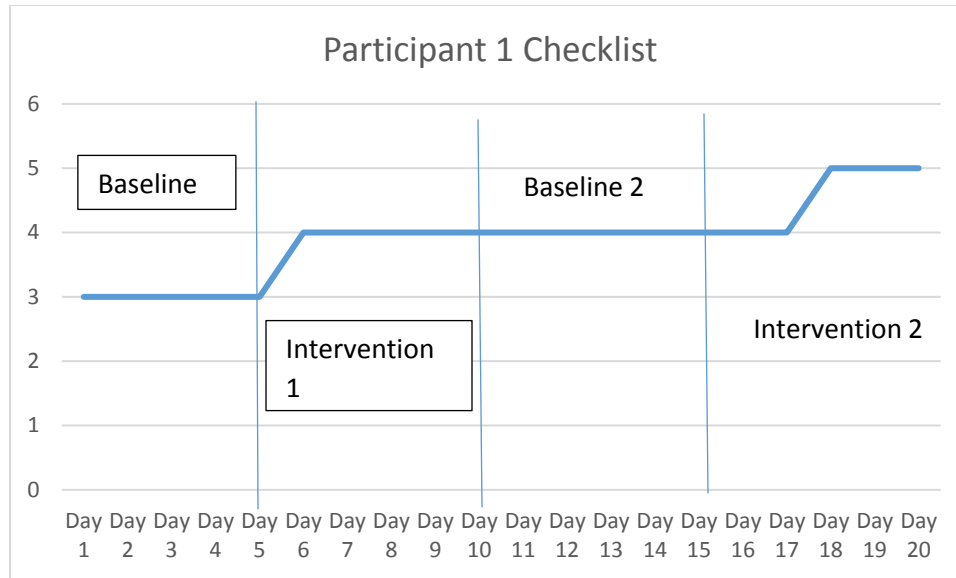 Participant 1 Checklist
6
5
4
3
2
1
0
Baseline
Baseline 2
Intervention
1
Intervention 2
Day Day Day Day Day Day Day Day Day Day Day Day Day Day Day Day Day Day Day Day
1 2 3 4 5 6 7 8 9 10 11 12 13 14 15 16 17 18 19 20